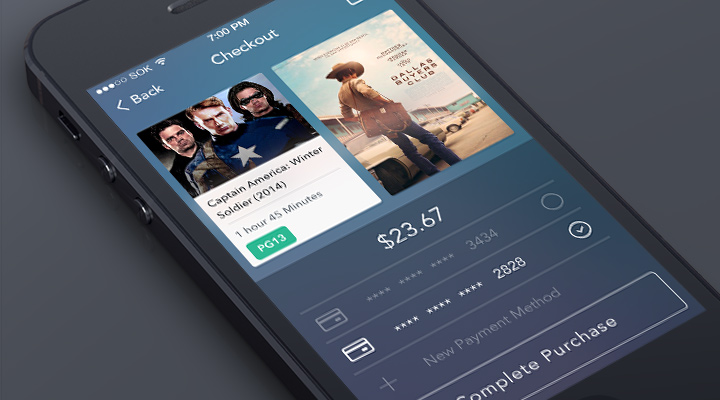 SOK
7:00 PM
Back
Checkout
DALLAS
BUYERS
CLUB
Captain America: Winter
Soldier (2014)
1 hour 45 Minutes
PG13
$23.67
**** **** **** 3434
**** **** **** 2828
New Payment Method
Complete Purchase